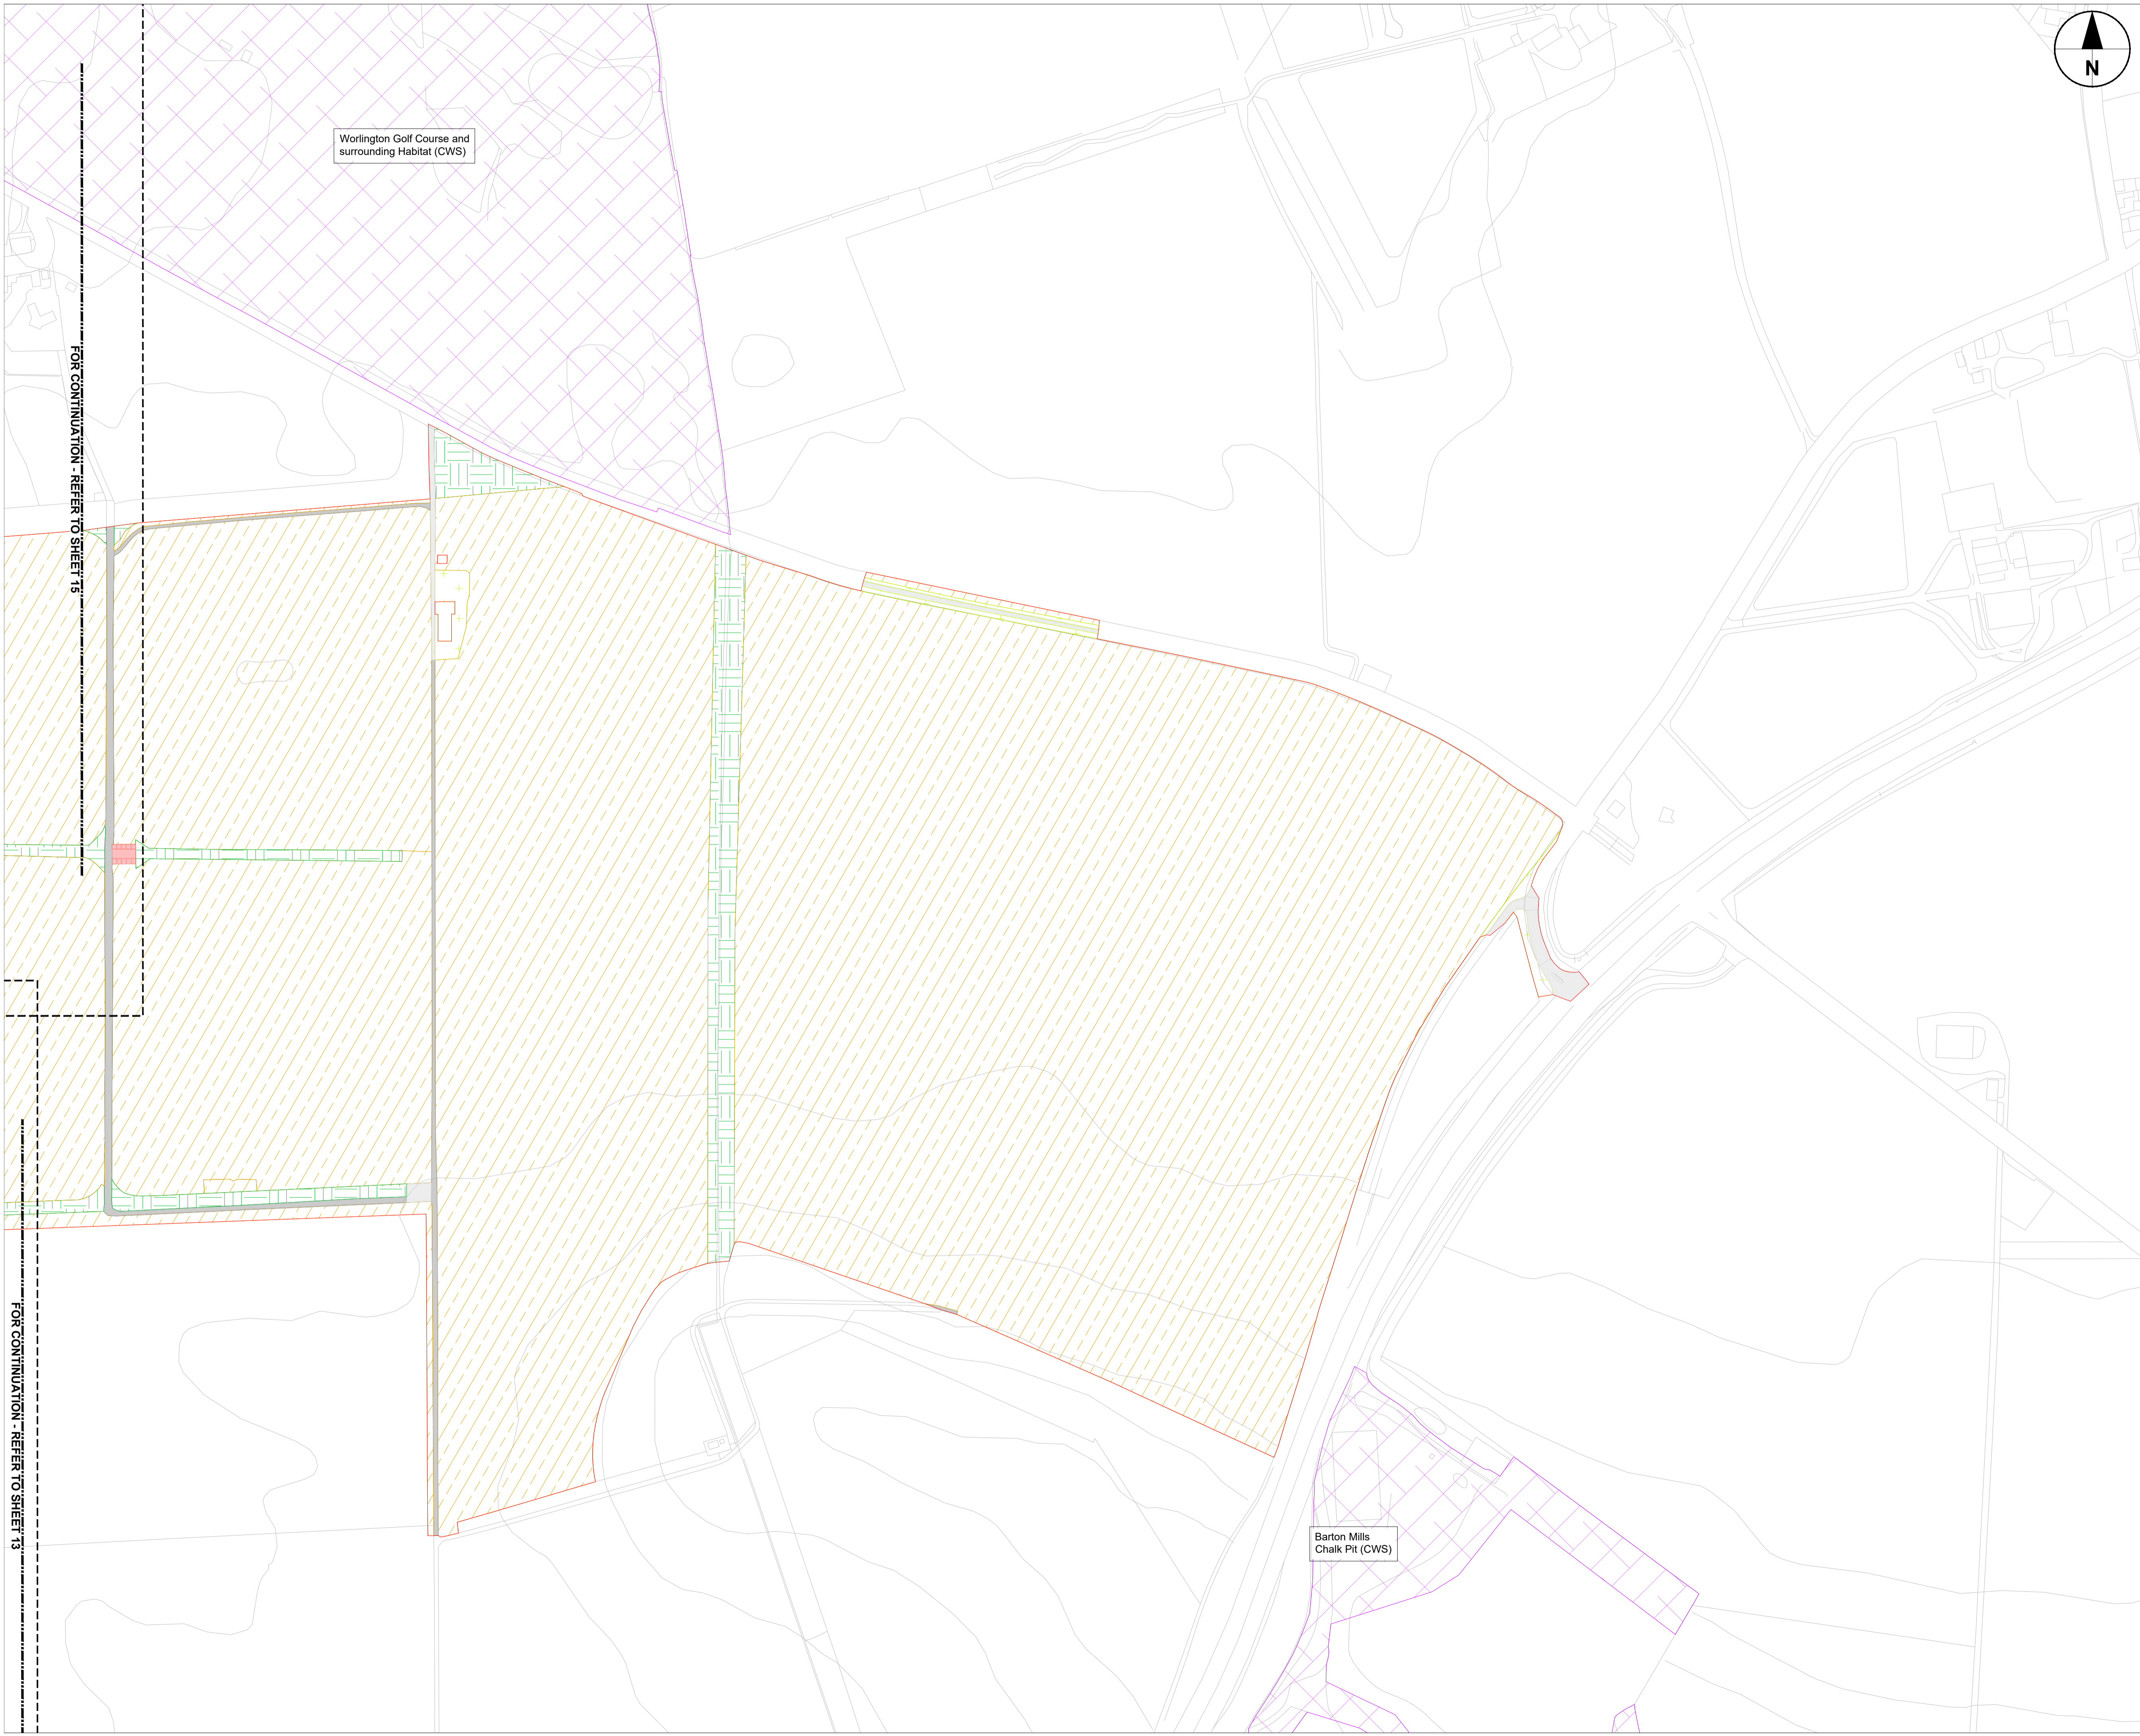 N
Worlington Golf Course and
surrounding Habitat (CWS)
FOR CONTINUATION - REFER TO SHEET 15
FOR CONTINUATION - REFER TO SHEET 13
Barton Mills
Chalk Pit (CWS)